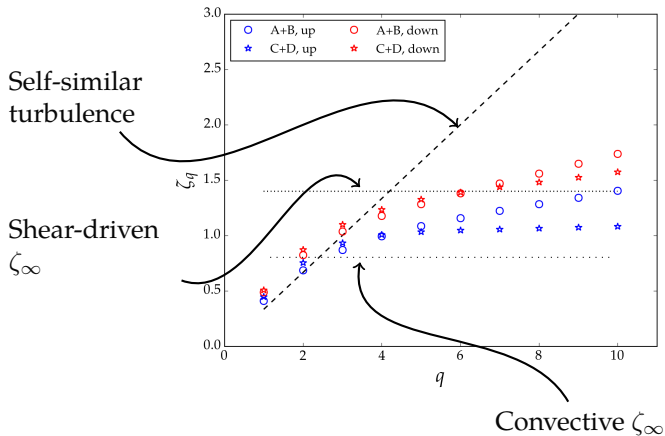 3.0
A+B, up
A+B, down
C+D, up
C+D, down
2.5
Self-similar
turbulence
2.0
ζq
1.5
Shear-driven
ζ∞
1.0
0.5
0.0
0 2 4 6 8 10
q
Convective ζ∞